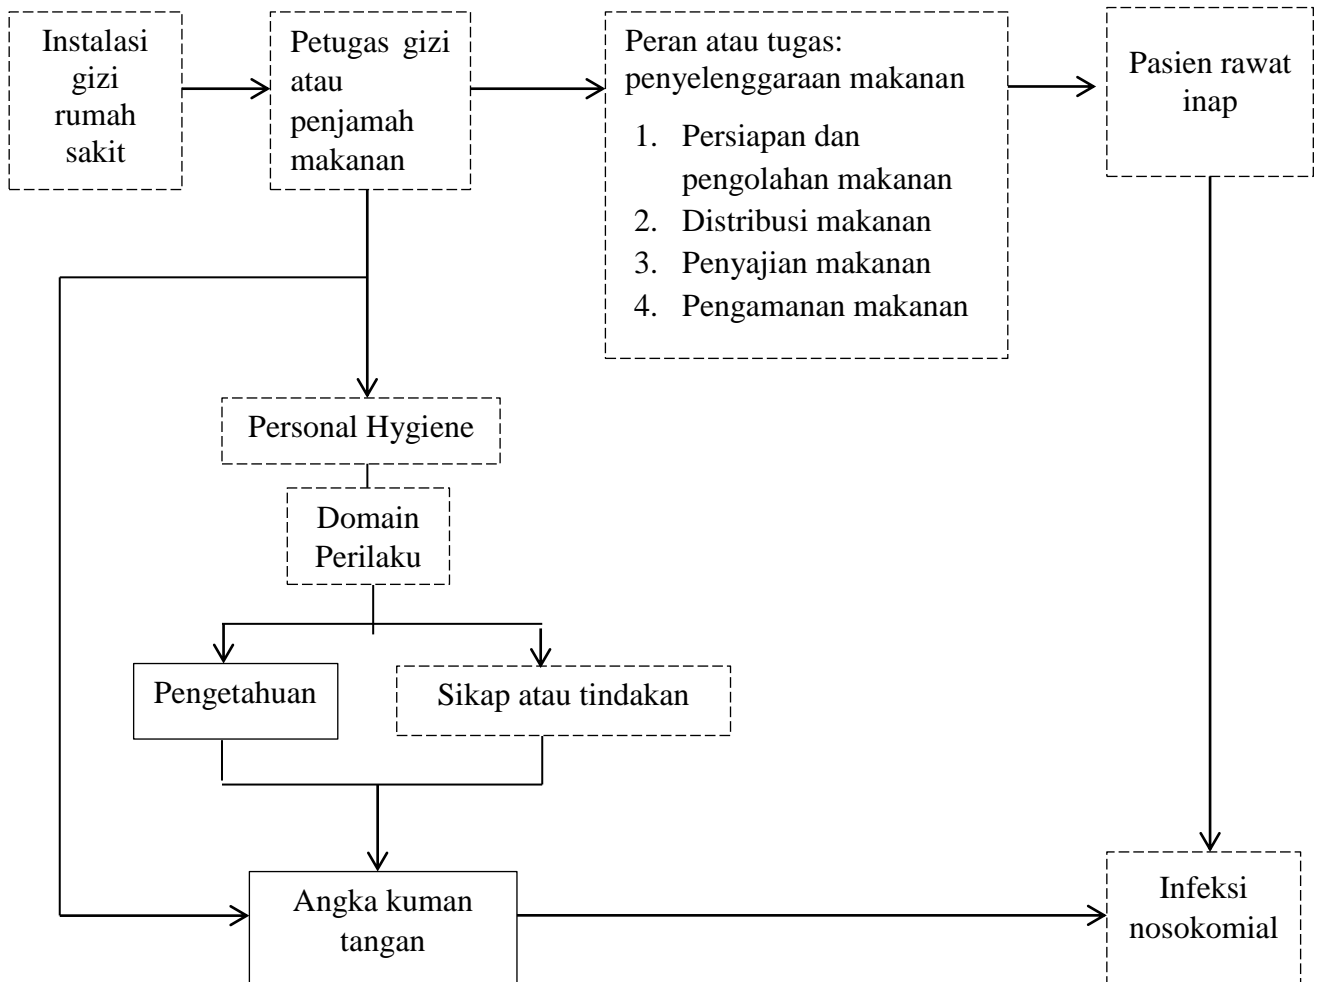 Instalasi
gizi
rumah
sakit
Petugas gizi
atau
penjamah
makanan
Peran atau tugas:
penyelenggaraan makanan
1. Persiapan dan
pengolahan makanan
2. Distribusi makanan
3. Penyajian makanan
4. Pengamanan makanan
Pasien rawat
inap
Personal Hygiene
Domain
Perilaku
Pengetahuan
Sikap atau tindakan
Angka kuman
tangan
Infeksi
nosokomial